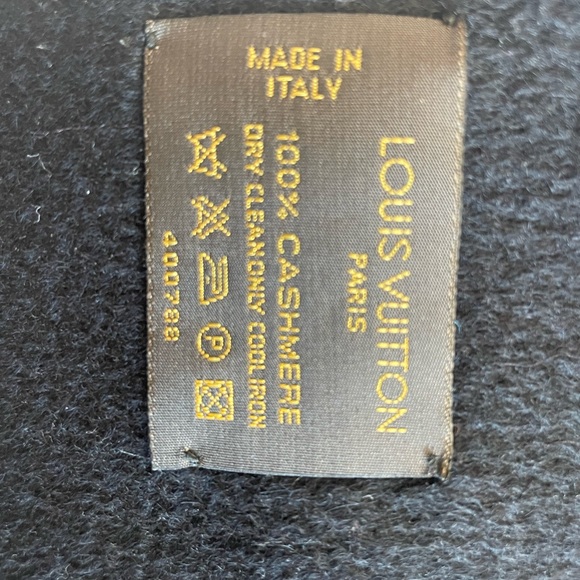 LOUIS VUITTON
PARIS
MADE IN
ITALY
100% CASHMERE
DRY CLEAN ONLY COOL IRON
P
400788